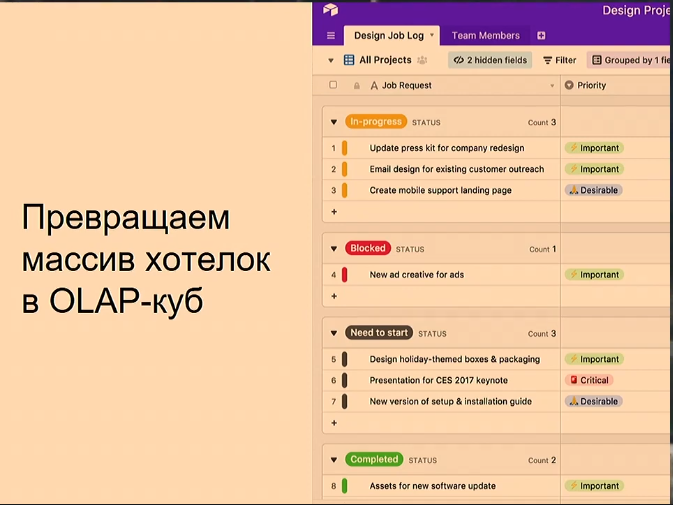 Превращаем
массив хотелок
в OLAP-куб
Design Proje
Design Job Log
Team Members
All Projects
2 hidden fields
Filter
Grouped by 1 fie
A Job Request
Priority
In-progress STATUS Count 3
1 Update press kit for company redesign Important
2 Email design for existing customer outreach Important
3 Create mobile support landing page Desirable
+
Blocked STATUS Count 1
4 New ad creative for ads Important
+
Need to start STATUS Count 3
5 Design holiday-themed boxes & packaging Important
6 Presentation for CES 2017 keynote Critical
7 New version of setup & installation guide Desirable
+
Completed STATUS Count 2
8 Assets for new software update Important